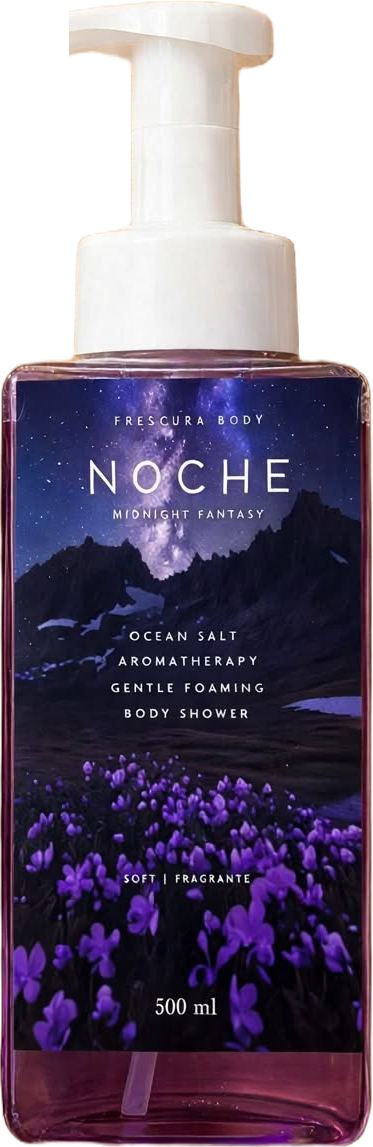 FRESCURA BODY
NOCHE
MIDNIGHT FANTASY
OCEAN SALT
AROMATHERAPY
GENTLE FOAMING
BODY SHOWER
SOFT | FRAGRANTE
500 ml